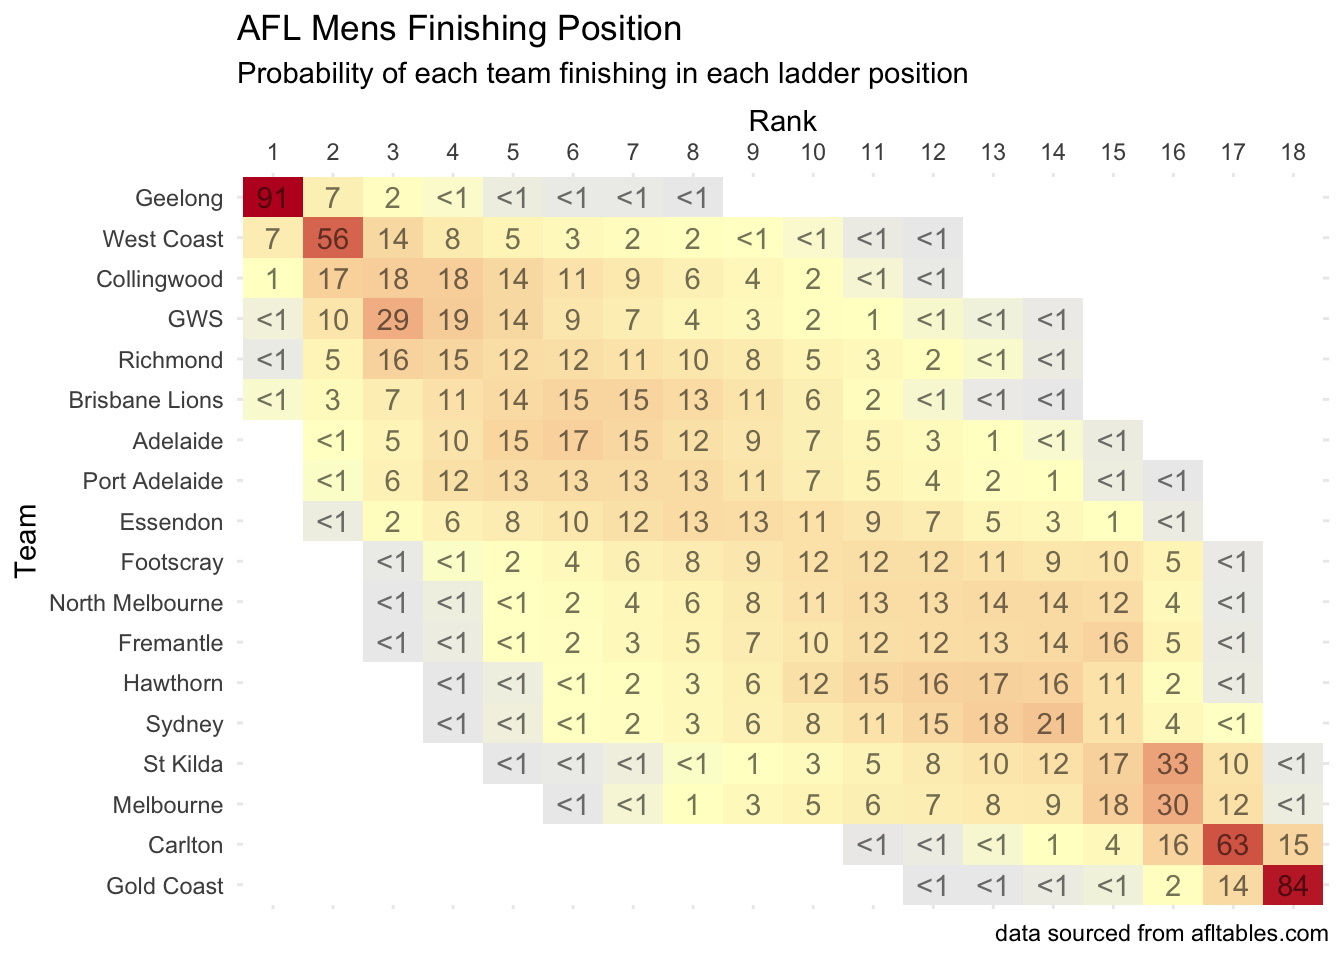 AFL Mens Finishing Position
Probability of each team finishing in each ladder position
Rank
1 2 3 4 5 6 7 8 9 10 11 12 13 14 15 16 17 18
Team
Geelong 91 7 2 <1 <1 <1 <1 <1
West Coast 7 56 14 8 5 3 2 2 <1 <1 <1 <1
Collingwood 1 17 18 18 14 11 9 6 4 2 <1 <1
GWS <1 10 29 19 14 9 7 4 3 2 1 <1 <1 <1
Richmond <1 5 16 15 12 12 11 10 8 5 3 2 <1 <1
Brisbane Lions <1 3 7 11 14 15 15 13 11 6 2 <1 <1 <1
Adelaide <1 5 10 15 17 15 12 9 7 5 3 1 <1 <1
Port Adelaide <1 6 12 13 13 13 13 11 7 5 4 2 1 <1 <1
Essendon <1 2 6 8 10 12 13 13 11 9 7 5 3 1 <1
Footscray <1 <1 2 4 6 8 9 12 12 12 11 9 10 5 <1
North Melbourne <1 <1 <1 2 4 6 8 11 13 13 14 14 12 4 <1
Fremantle <1 <1 <1 2 3 5 7 10 12 12 13 14 16 5 <1
Hawthorn <1 <1 <1 2 3 6 12 15 16 17 16 11 2 <1
Sydney <1 <1 <1 2 3 6 8 11 15 18 21 11 4 <1
St Kilda <1 <1 <1 <1 1 3 5 8 10 12 17 33 10 <1
Melbourne <1 <1 1 3 5 6 7 8 9 18 30 12 <1
Carlton <1 <1 <1 1 4 16 63 15
Gold Coast <1 <1 <1 <1 2 14 84
data sourced from afltables.com